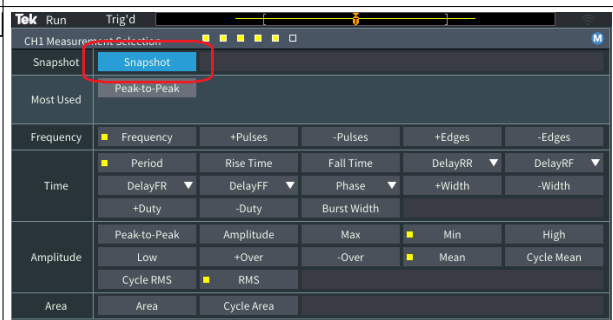 Tek Run Trig'd [ T ]
CH1 Measurement Selection M
Snapshot Snapshot
Most Used Peak-to-Peak
Frequency Frequency +Pulses -Pulses +Edges -Edges
Time Period Rise Time Fall Time DelayRR DelayRF
DelayFR DelayFF Phase +Width -Width
+Duty -Duty Burst Width
Amplitude Peak-to-Peak Amplitude Max Min High
Low +Over -Over Mean Cycle Mean
Cycle RMS RMS
Area Area Cycle Area